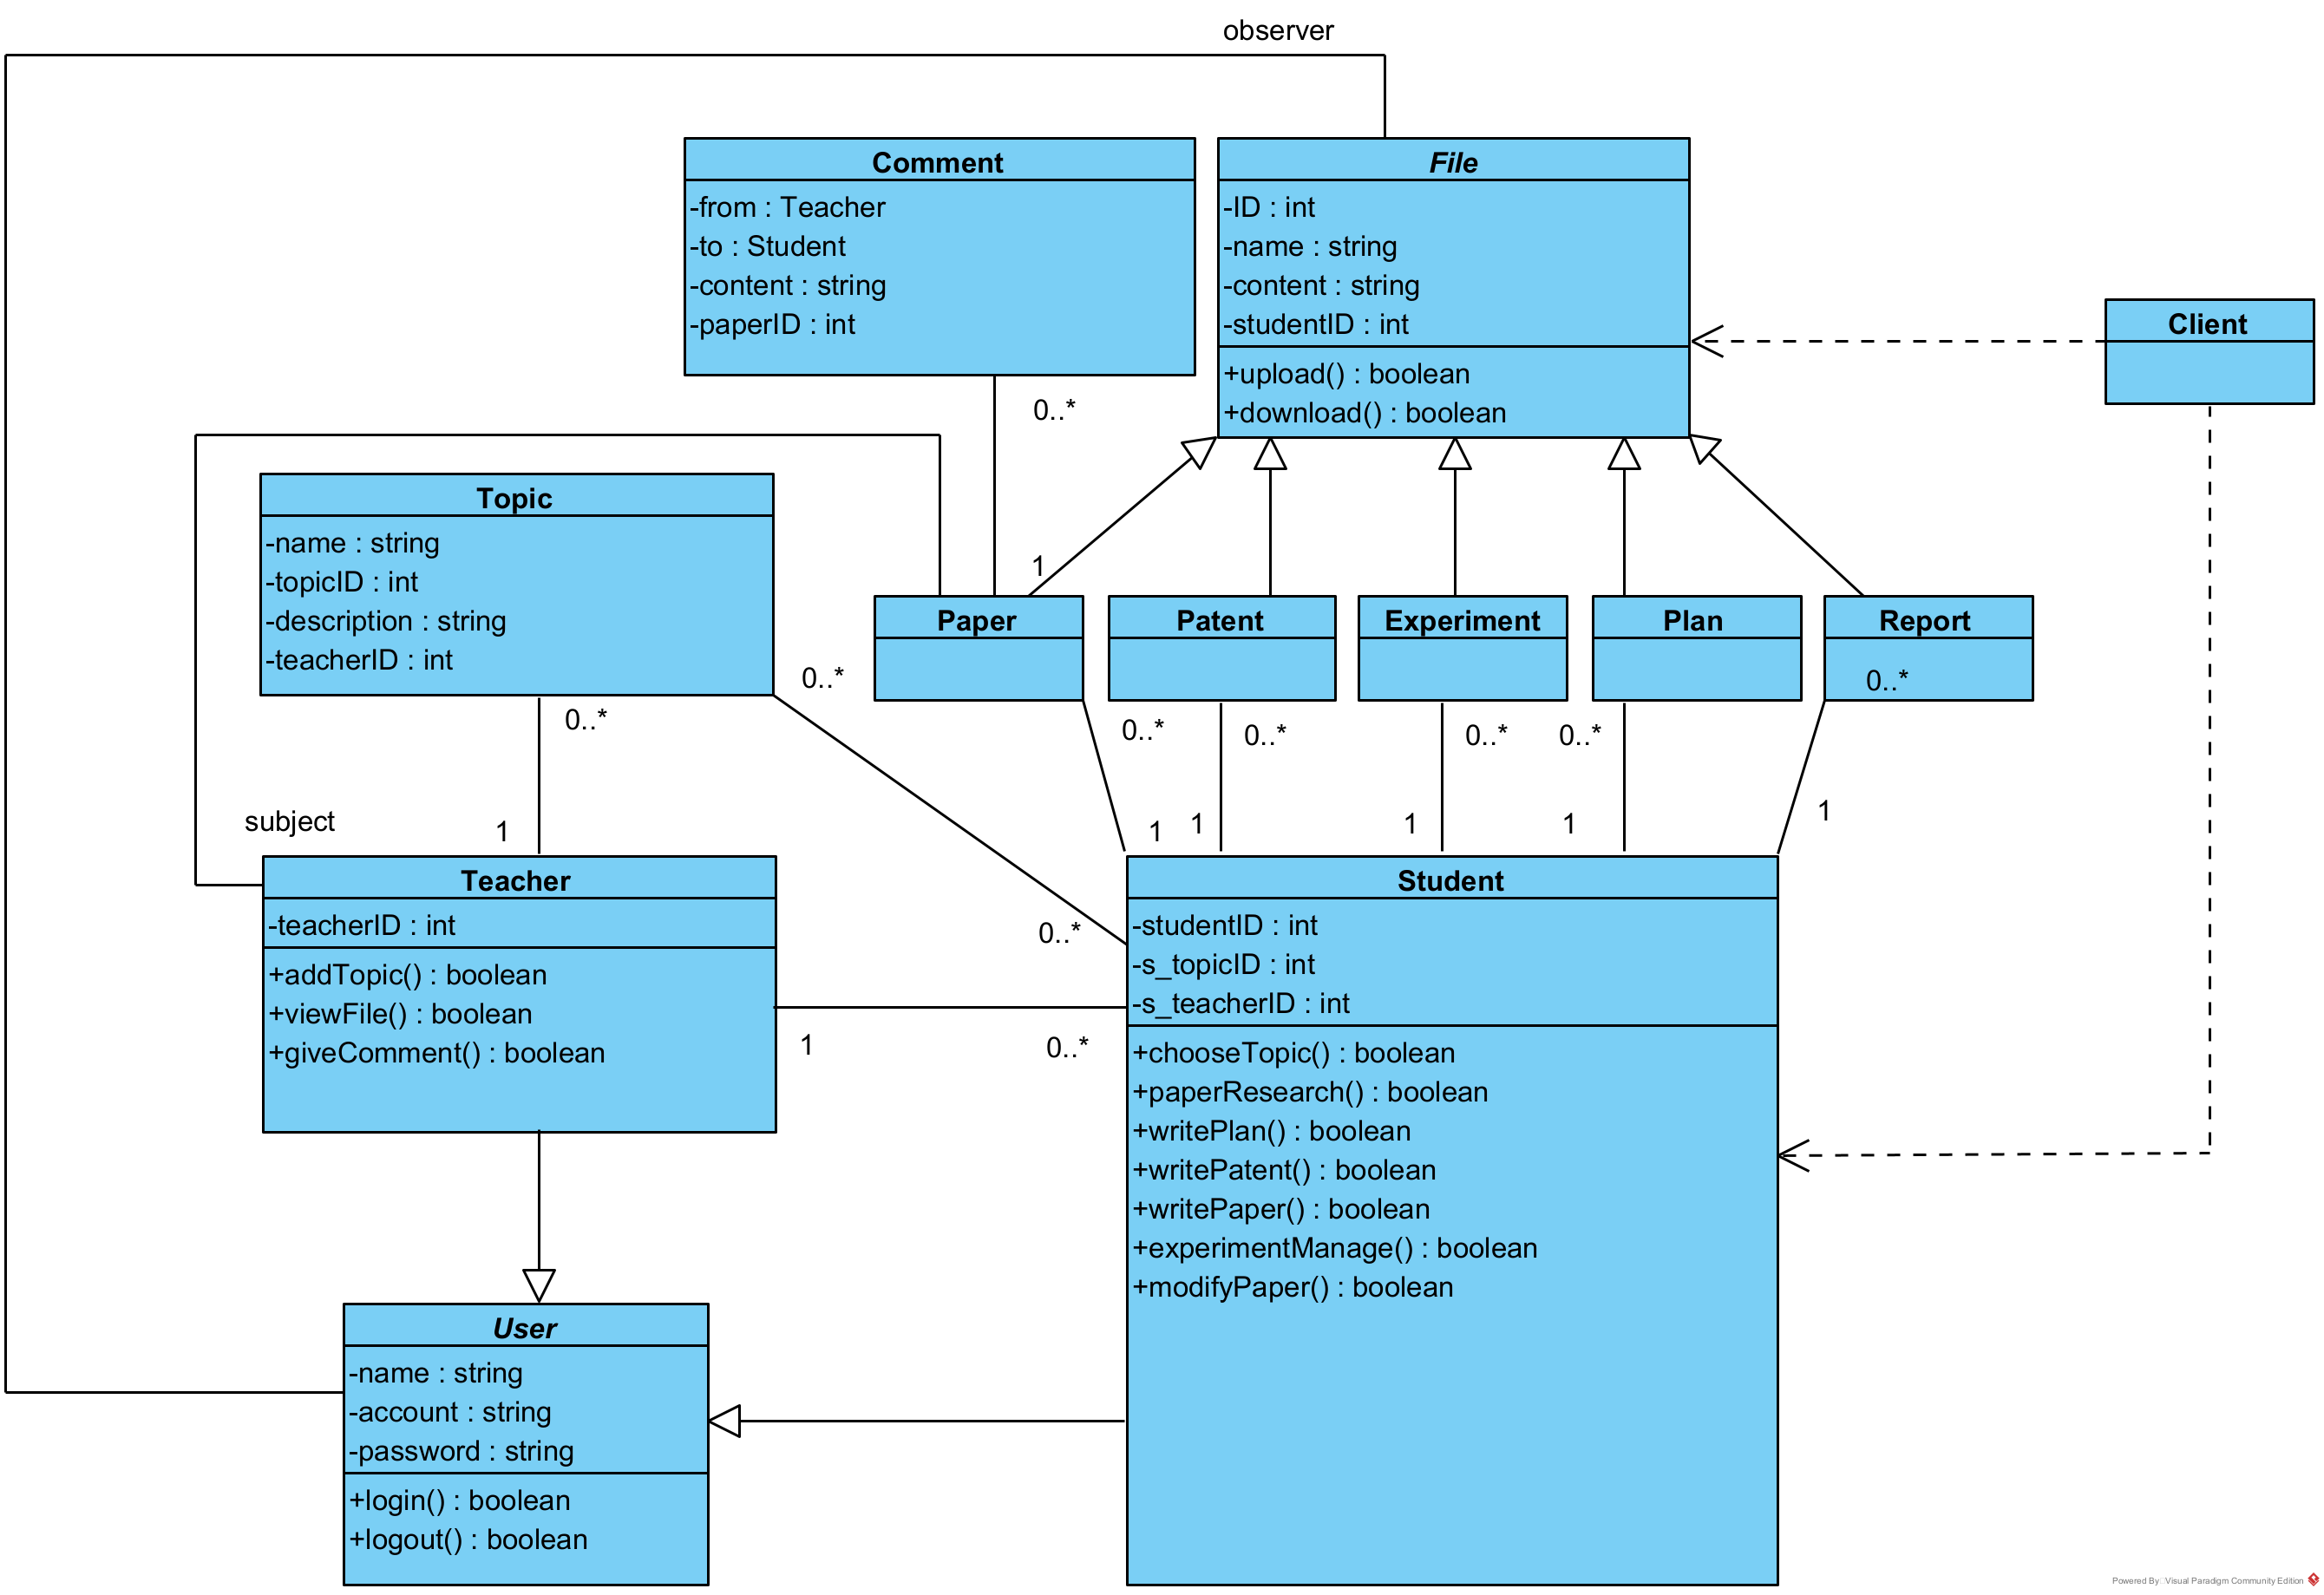 observer
Comment
-from : Teacher
-to : Student
-content : string
-paperID : int
File
-ID : int
-name : string
-content : string
-studentID : int
+upload() : boolean
+download() : boolean
Client
0..*
Topic
-name : string
-topicID : int
-description : string
-teacherID : int
1
Paper
Patent
Experiment
Plan
Report
0..*
0..*
0..*
0..*
0..*
0..*
0..*
subject
1
1
1
1
1
1
Teacher
-teacherID : int
+addTopic() : boolean
+viewFile() : boolean
+giveComment() : boolean
0..*
1
0..*
Student
-studentID : int
-s_topicID : int
-s_teacherID : int
+chooseTopic() : boolean
+paperResearch() : boolean
+writePlan() : boolean
+writePatent() : boolean
+writePaper() : boolean
+experimentManage() : boolean
+modifyPaper() : boolean
User
-name : string
-account : string
-password : string
+login() : boolean
+logout() : boolean
Powered By Visual Paradigm Community Edition